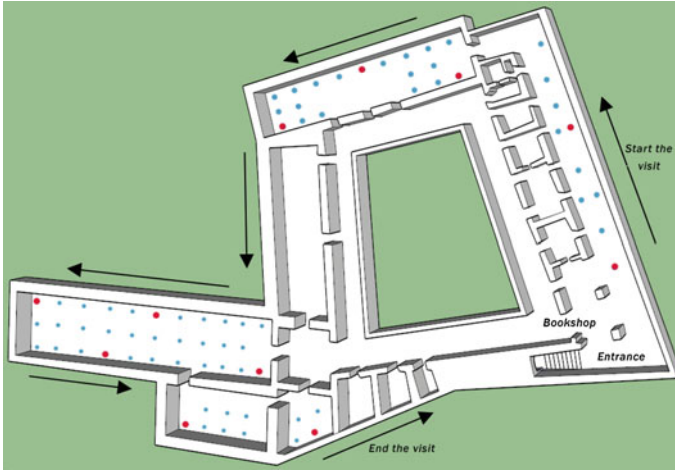 Start the
visit
Bookshop
Entrance
End the visit